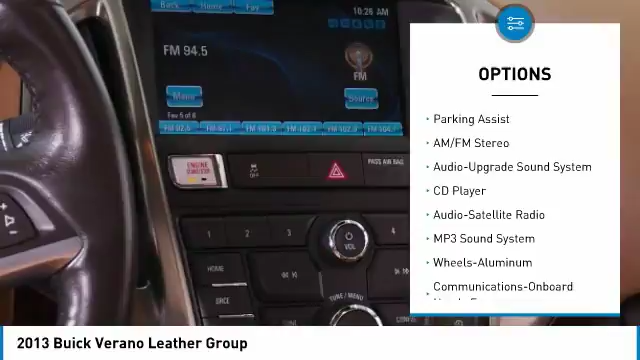 Back Home Fav
10:26 AM
FM 94.5
FM
Menu
Source
Fav 5 of 6
ENGINE
PASS AIR BAG
1 2 3 4
VOL
HOME
TUNE / MENU
OPTIONS
• Parking Assist
• AM/FM Stereo
• Audio-Upgrade Sound System
• CD Player
• Audio-Satellite Radio
• MP3 Sound System
• Wheels-Aluminum
• Communications-Onboard
2013 Buick Verano Leather Group